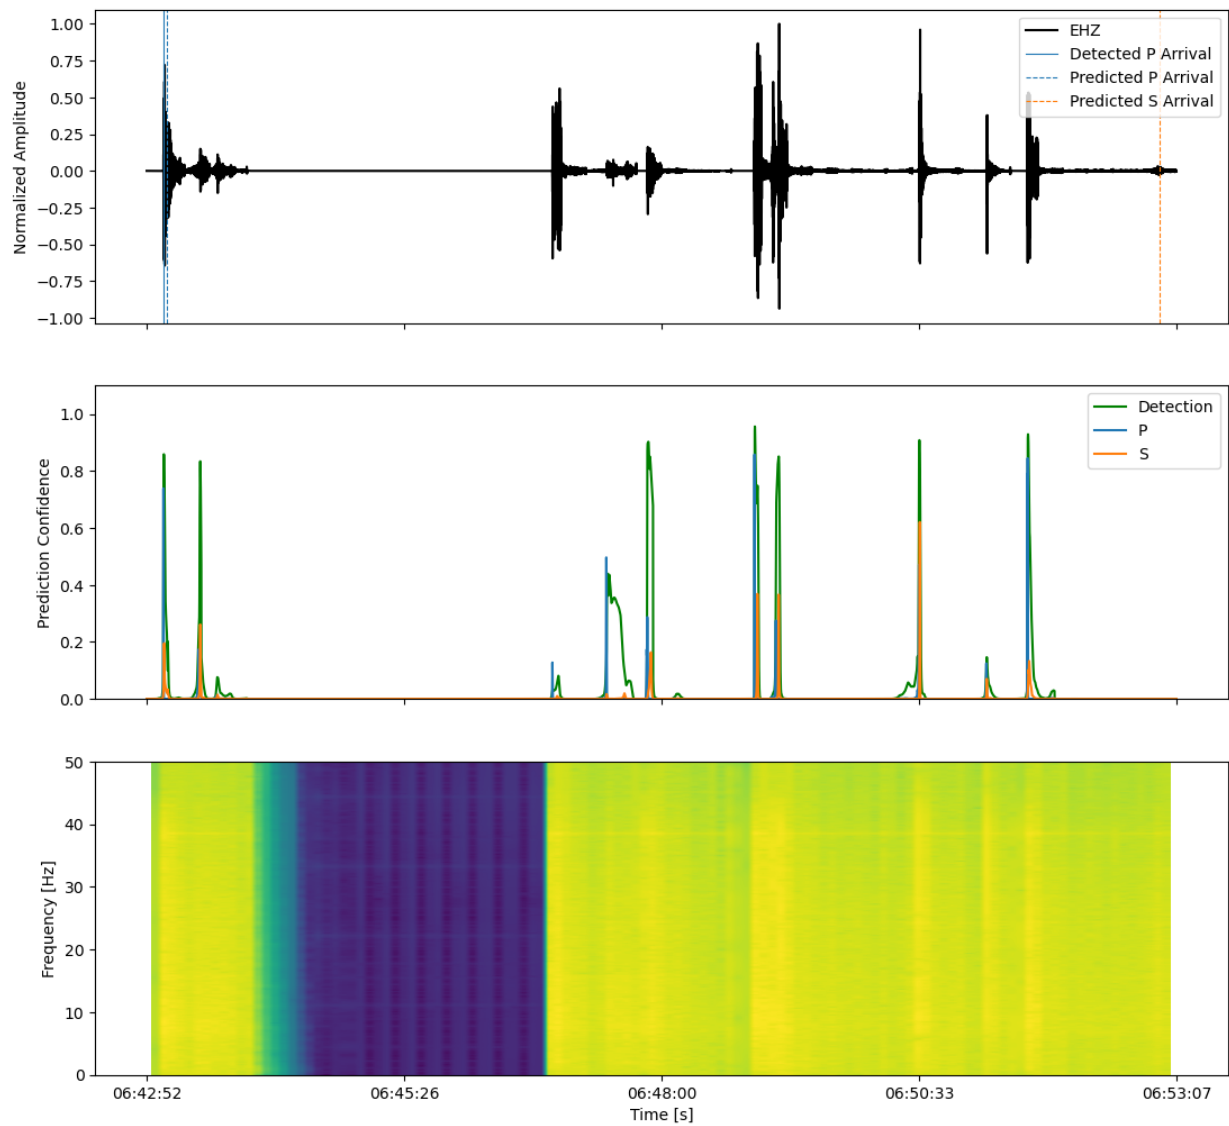 1.00
0.75
0.50
0.25
0.00
−0.25
−0.50
−0.75
−1.00
Normalized Amplitude
EHZ
Detected P Arrival
Predicted P Arrival
Predicted S Arrival
1.0
0.8
0.6
0.4
0.2
0.0
Prediction Confidence
Detection
P
S
50
40
30
20
10
0
Frequency [Hz]
06:42:52
06:45:26
06:48:00
06:50:33
06:53:07
Time [s]